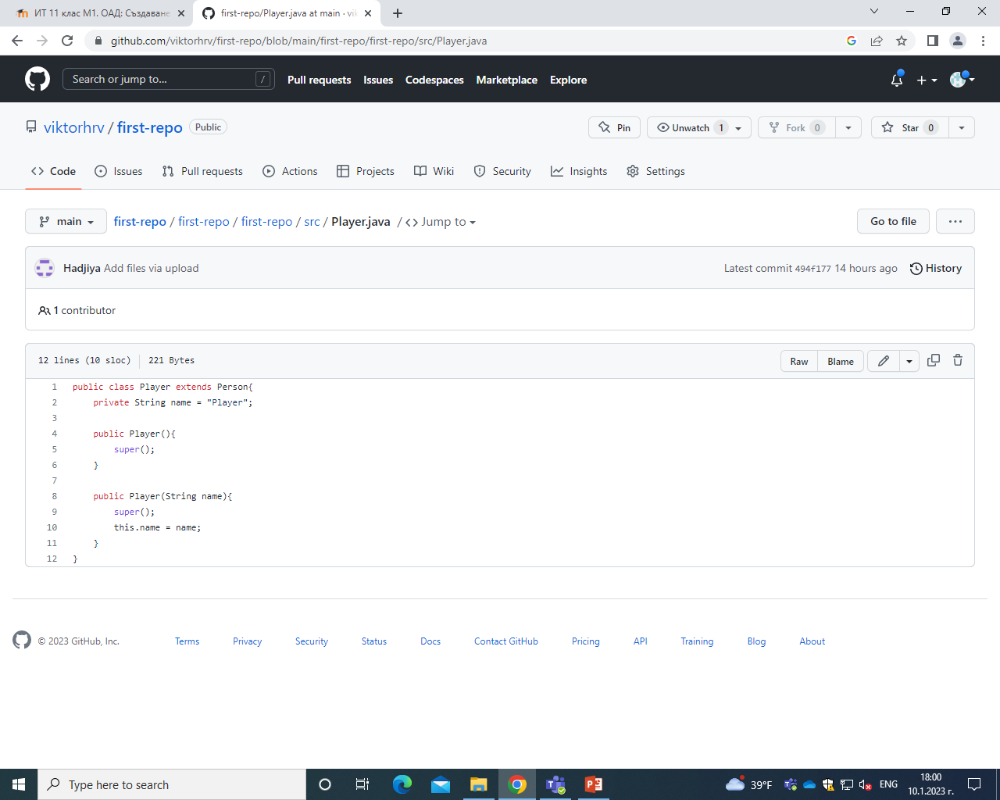 ИТ 11 клас М1. ОАД: Създаване
first-repo/Player.java at main · vik
github.com/viktorhrv/first-repo/blob/main/first-repo/first-repo/src/Player.java
Search or jump to... /
Pull requests Issues Codespaces Marketplace Explore
viktorhrv / first-repo Public
Pin Unwatch 1 Fork 0 Star 0
Code Issues Pull requests Actions Projects Wiki Security Insights Settings
main first-repo / first-repo / first-repo / src / Player.java / <> Jump to Go to file ...
Hadjiya Add files via upload Latest commit 494f177 14 hours ago History
1 contributor
12 lines (10 sloc) 221 Bytes Raw Blame
1 public class Player extends Person{
2 private String name = "Player";
3
4 public Player(){
5 super();
6 }
7
8 public Player(String name){
9 super();
10 this.name = name;
11 }
12 }
© 2023 GitHub, Inc. Terms Privacy Security Status Docs Contact GitHub Pricing API Training Blog About
Type here to search 39°F ENG 18:00
10.1.2023 г.